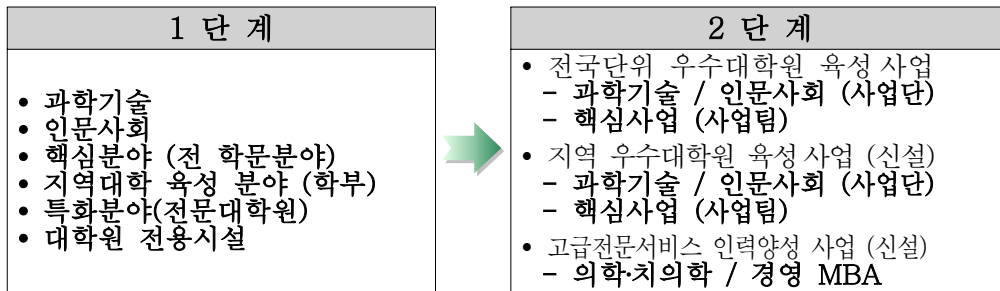 1 단 계
• 과학기술
• 인문사회
• 핵심분야 (전 학문분야)
• 지역대학 육성 분야 (학부)
• 특화분야(전문대학원)
• 대학원 전용시설
2 단 계
• 전국단위 우수대학원 육성 사업
- 과학기술 / 인문사회 (사업단)
- 핵심사업 (사업팀)
• 지역 우수대학원 육성 사업 (신설)
- 과학기술 / 인문사회 (사업단)
- 핵심사업 (사업팀)
• 고급전문서비스 인력양성 사업 (신설)
- 의학·치의학 / 경영 MBA